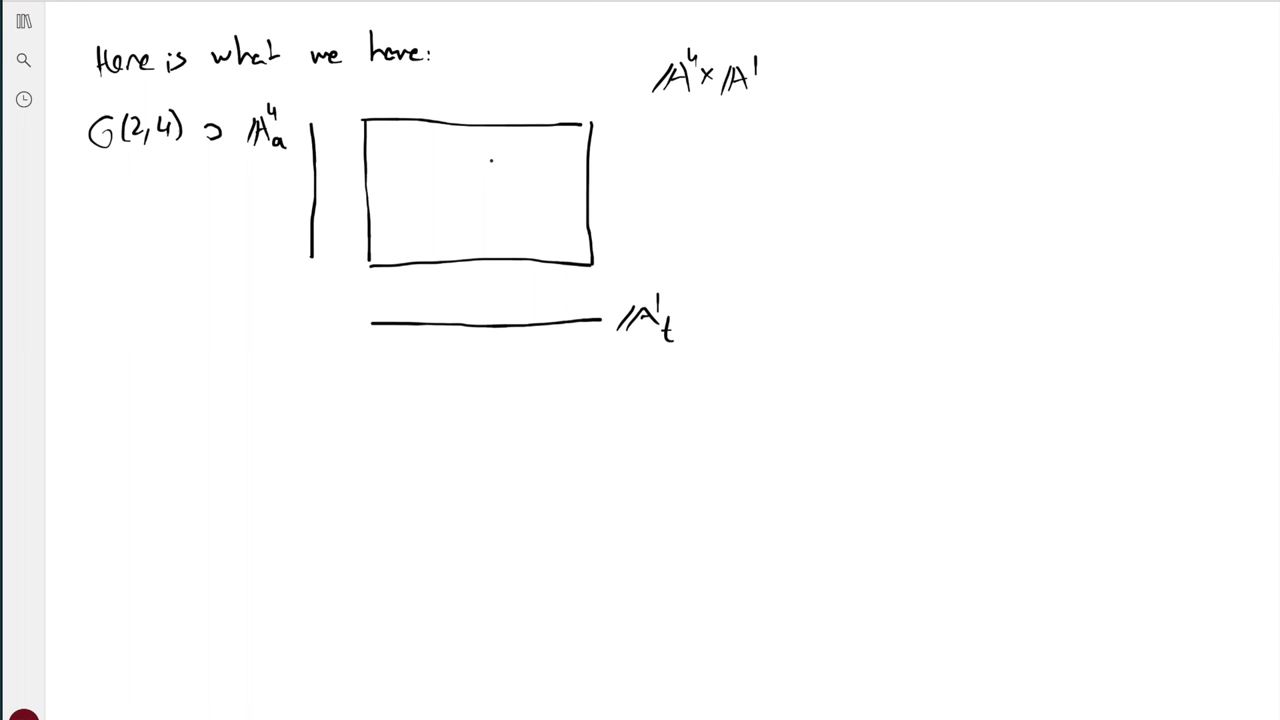 Here is what we have:
𝔸⁴ × 𝔸¹
G(2,4) ⊃ 𝔸⁴ₐ
𝔸¹ₜ